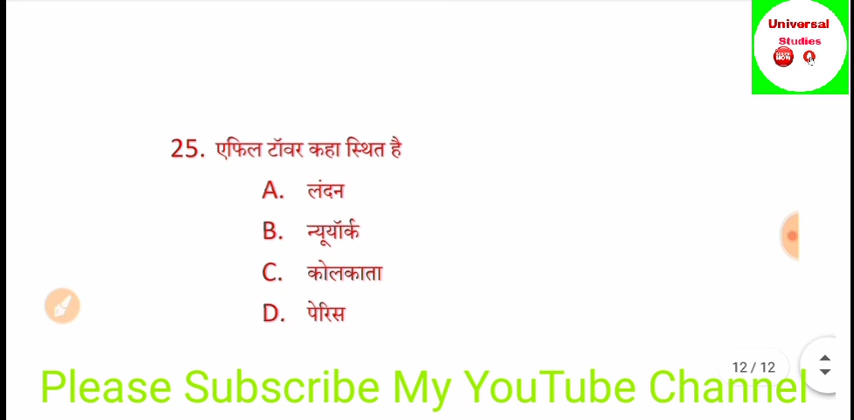 Universal
Studies
25. एफिल टॉवर कहा स्थित है
A. लंदन
B. न्यूयॉर्क
C. कोलकाता
D. पेरिस
12 / 12
Please Subscribe My YouTube Channel